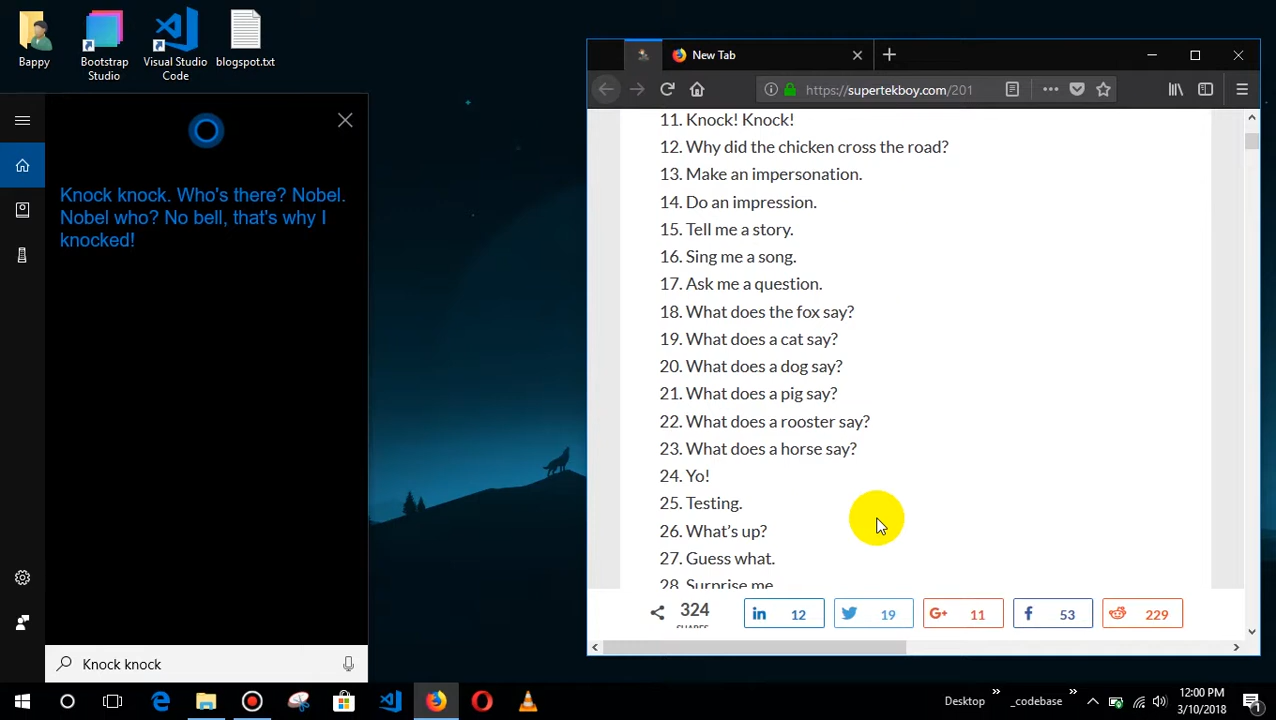 Bappy
Bootstrap
Studio
Visual Studio
Code
blogspot.txt
Knock knock. Who's there? Nobel.
Nobel who? No bell, that's why I
knocked!
Knock knock
New Tab
https://supertekboy.com/201
11. Knock! Knock!
12. Why did the chicken cross the road?
13. Make an impersonation.
14. Do an impression.
15. Tell me a story.
16. Sing me a song.
17. Ask me a question.
18. What does the fox say?
19. What does a cat say?
20. What does a dog say?
21. What does a pig say?
22. What does a rooster say?
23. What does a horse say?
24. Yo!
25. Testing.
26. What's up?
27. Guess what.
28. Surprise me
324
SHARES
12
19
11
53
229
Desktop
_codebase
12:00 PM
3/10/2018
1